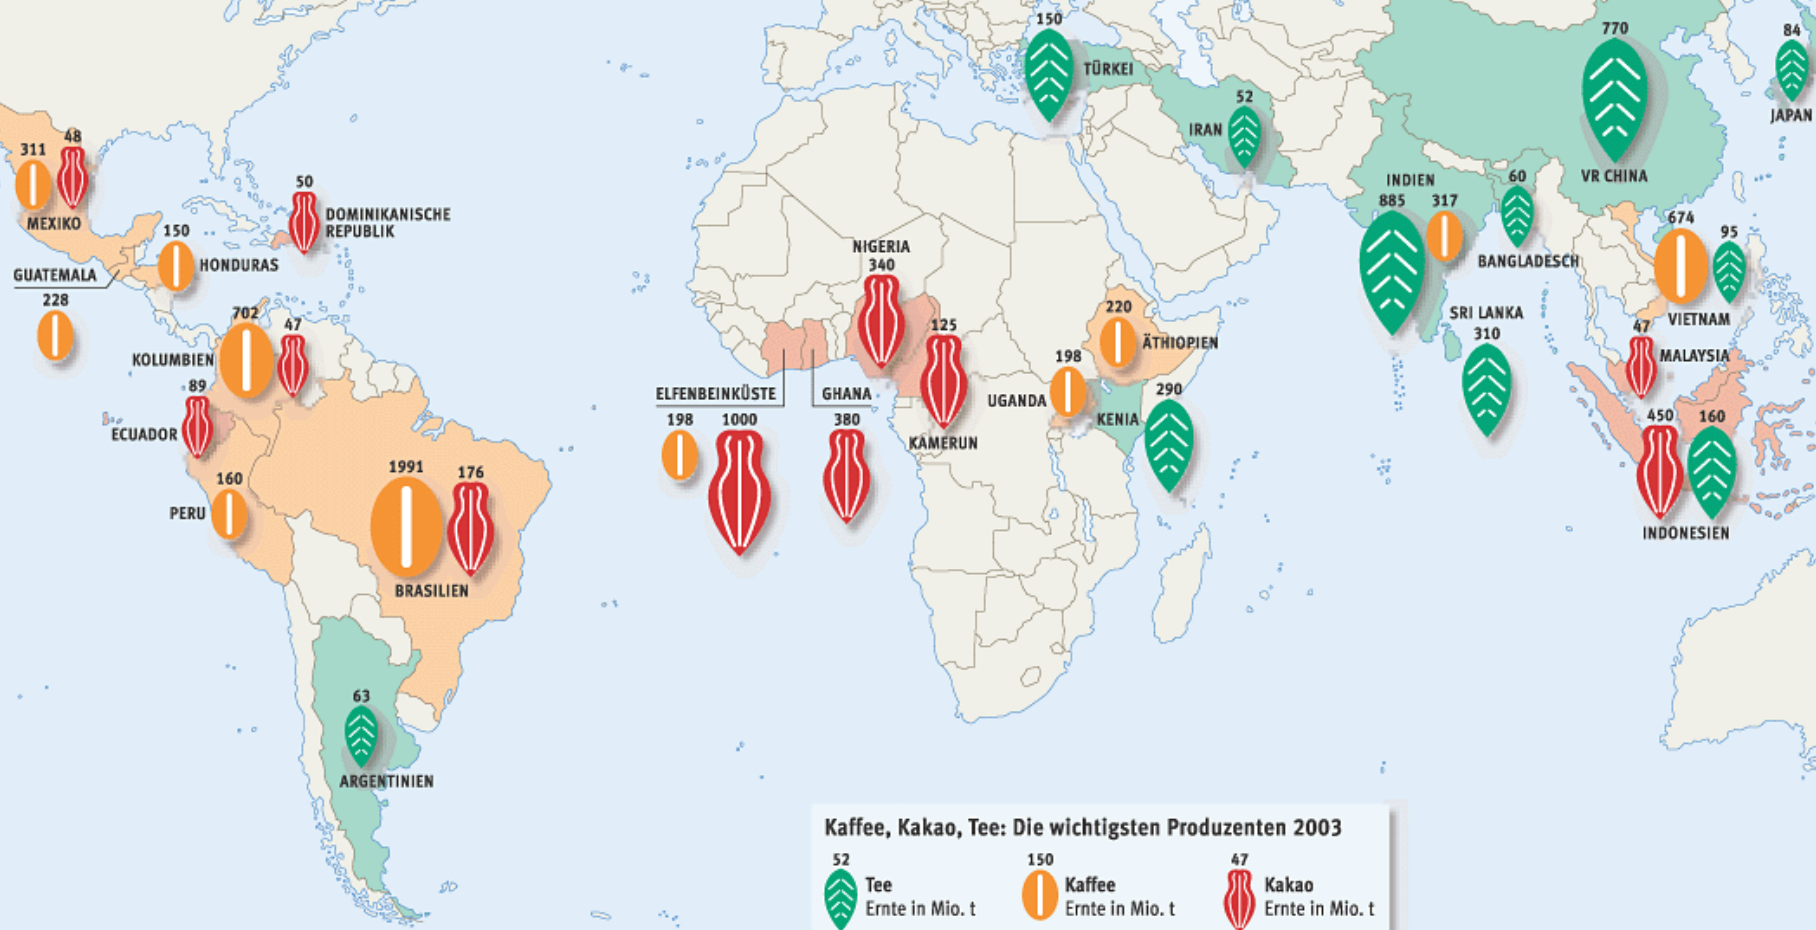 150
TÜRKEI
52
IRAN
770
VR CHINA
84
JAPAN
311
48
MEXIKO
50
DOMINIKANISCHE
REPUBLIK
150
HONDURAS
GUATEMALA
228
702
47
KOLUMBIEN
89
ECUADOR
160
PERU
1991
176
BRASILIEN
63
ARGENTINIEN
NIGERIA
340
125
KAMERUN
ELFENBEINKÜSTE
198
1000
GHANA
380
220
ÄTHIOPIEN
198
UGANDA
KENIA
290
INDIEN
885
317
60
BANGLADESCH
SRI LANKA
310
674
95
VIETNAM
47
MALAYSIA
450
160
INDONESIEN
Kaffee, Kakao, Tee: Die wichtigsten Produzenten 2003
52
Tee
Ernte in Mio. t
150
Kaffee
Ernte in Mio. t
47
Kakao
Ernte in Mio. t